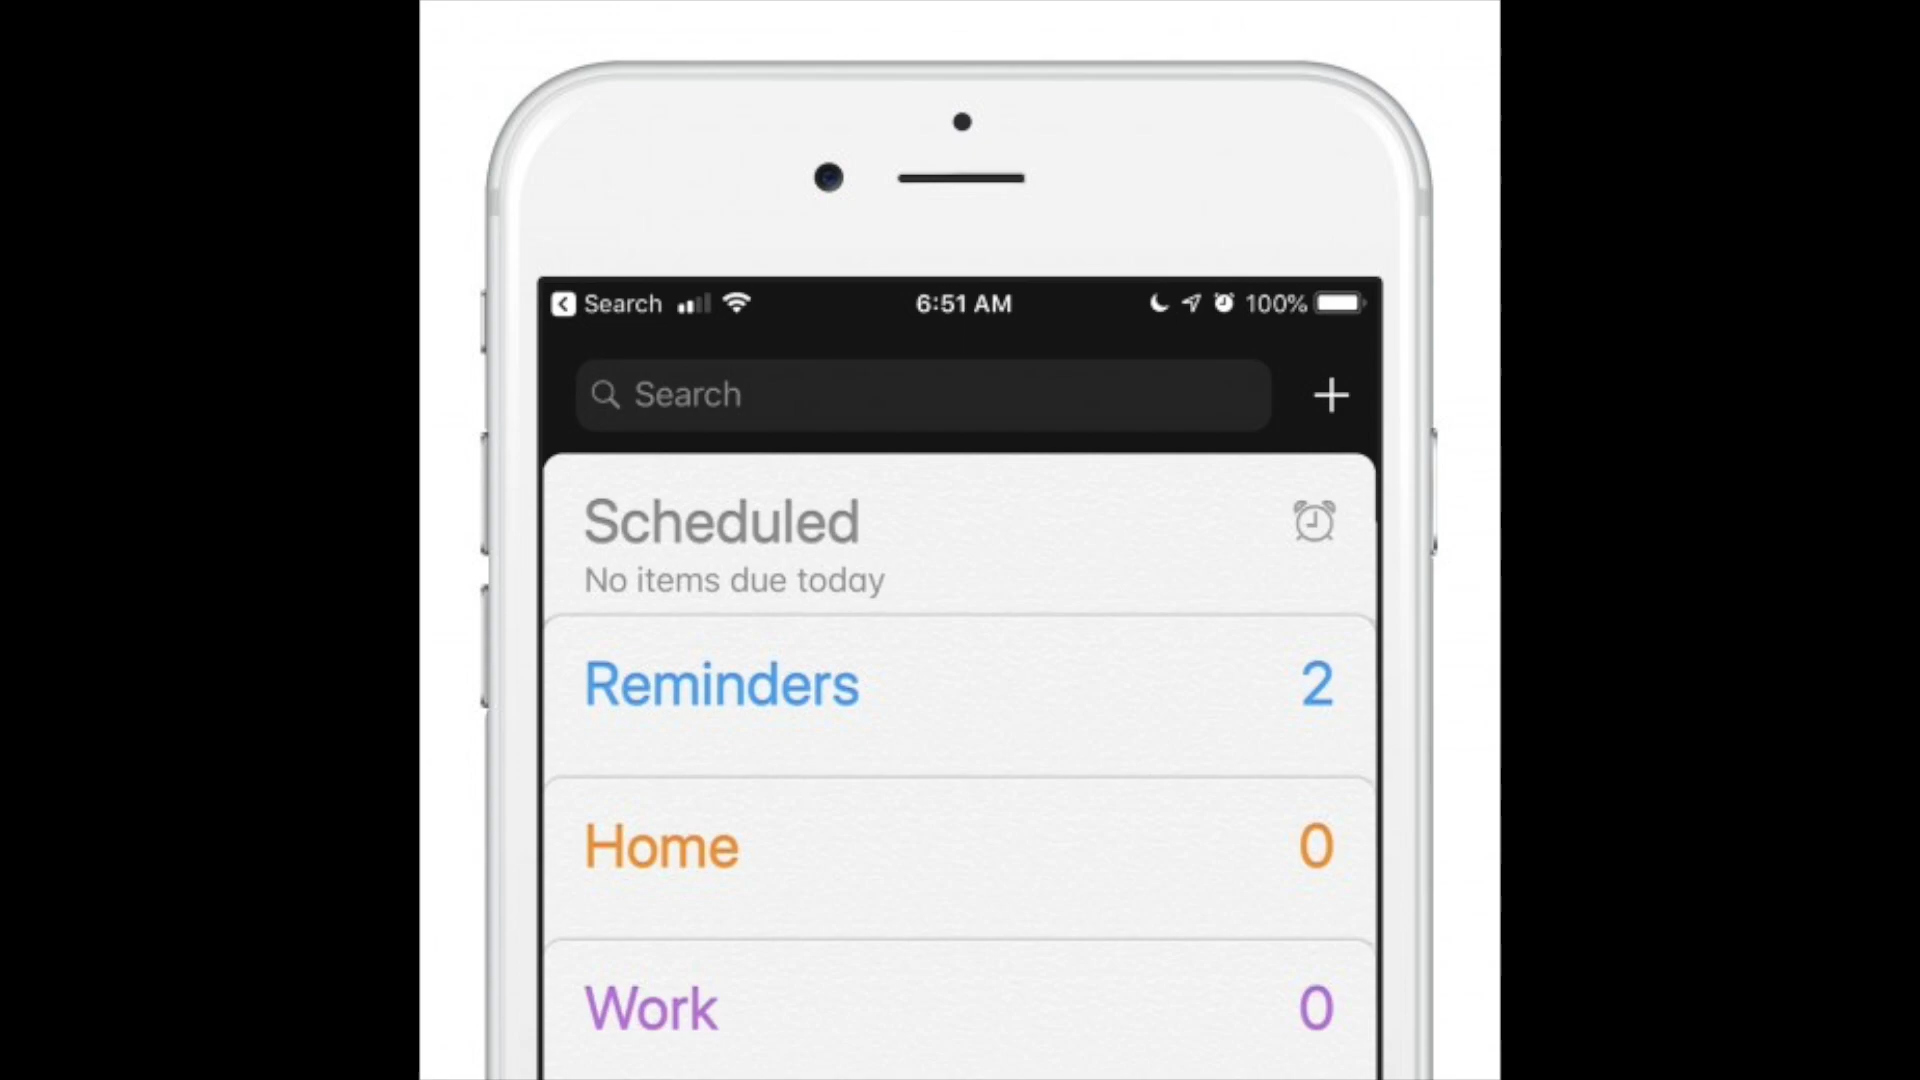 Search 6:51 AM 100%
Search
Scheduled
No items due today
Reminders 2
Home 0
Work 0